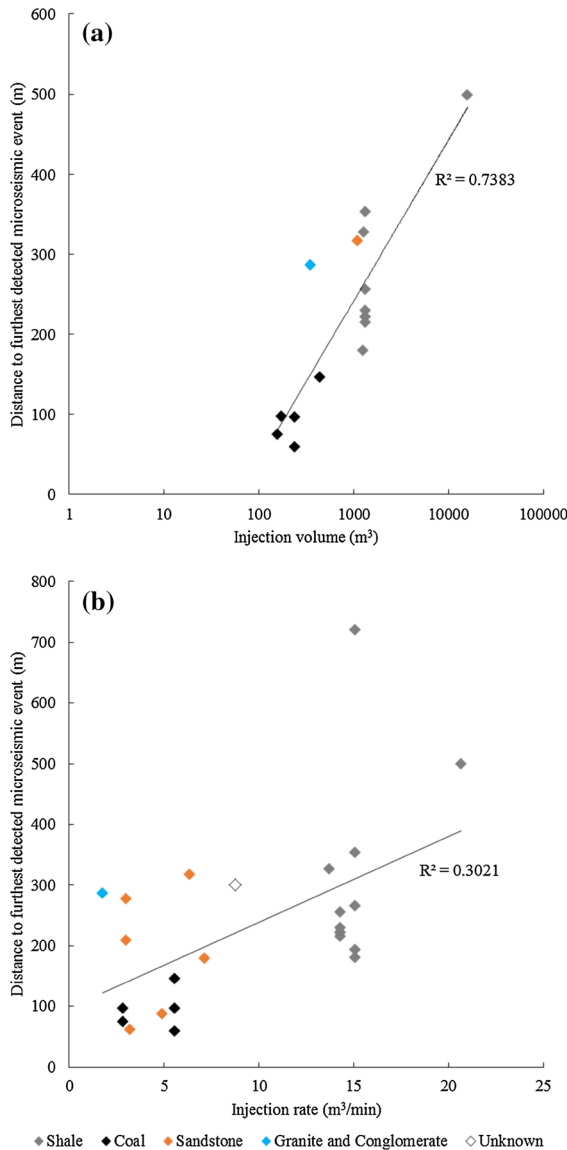 (a)
Distance to furthest detected microseismic event (m)
600
500
400
300
200
100
0
R² = 0.7383
1
10
100
1000
10000
100000
Injection volume (m³)
(b)
Distance to furthest detected microseismic event (m)
800
700
600
500
400
300
200
100
0
R² = 0.3021
0
5
10
15
20
25
Injection rate (m³/min)
Shale
Coal
Sandstone
Granite and Conglomerate
Unknown